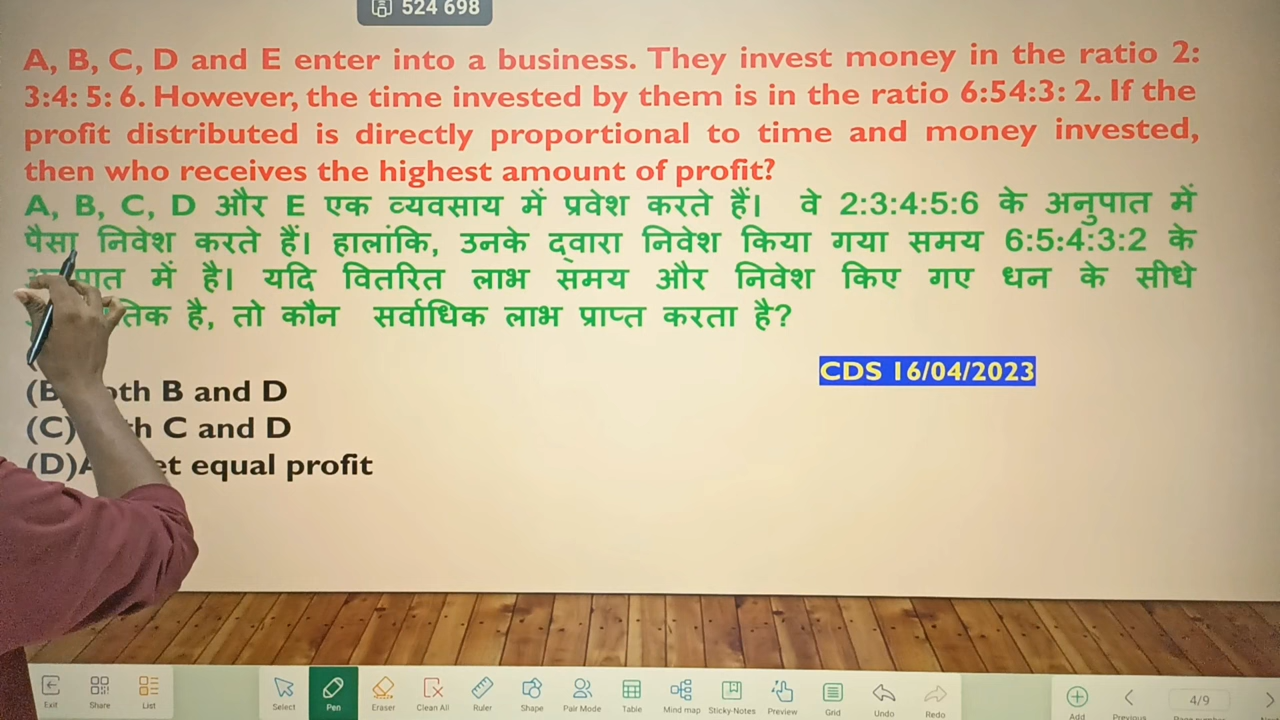 524 698
A, B, C, D and E enter into a business. They invest money in the ratio 2:
3:4: 5: 6. However, the time invested by them is in the ratio 6:54:3: 2. If the
profit distributed is directly proportional to time and money invested,
then who receives the highest amount of profit?
A, B, C, D और E एक व्यवसाय में प्रवेश करते हैं। वे 2:3:4:5:6 के अनुपात में
पैसा निवेश करते हैं। हालांकि, उनके द्वारा निवेश किया गया समय 6:5:4:3:2 के
में है। यदि वितरित लाभ समय और निवेश किए गए धन के सीधे
है, तो कौन सर्वाधिक लाभ प्राप्त करता है?
CDS 16/04/2023
(B) B and D
(C) C and D
(D) equal profit
Exit Share List Select Pen Eraser Clean All Ruler Shape Pair Mode Table Mind map Sticky-Notes Preview Grid Undo Redo Add Previous 4/9